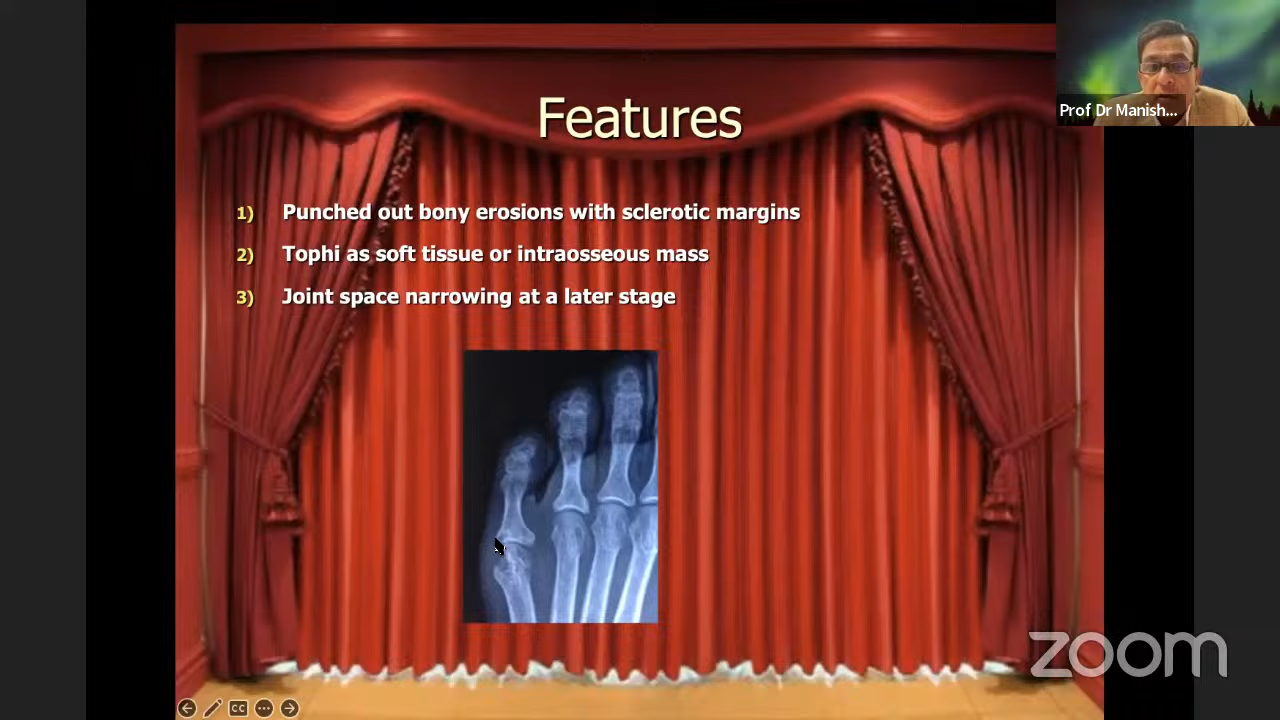 Features
Prof Dr Manish...
1) Punched out bony erosions with sclerotic margins
2) Tophi as soft tissue or intraosseous mass
3) Joint space narrowing at a later stage
zoom
CC